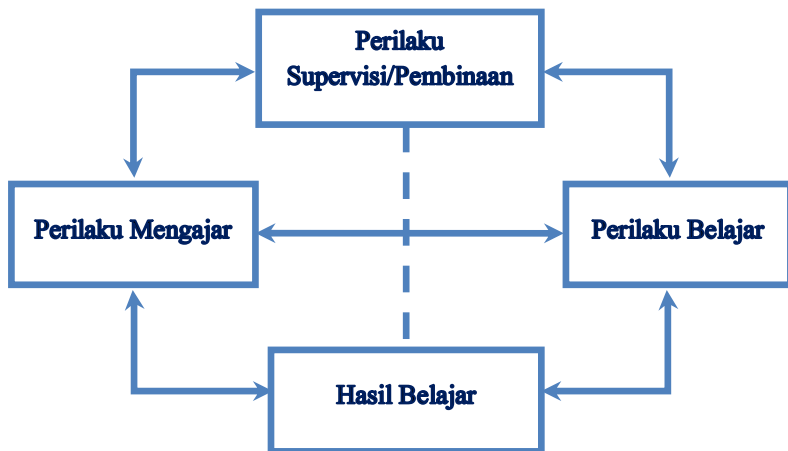 Perilaku
Supervisi/Pembinaan
Perilaku Mengajar
Perilaku Belajar
Hasil Belajar